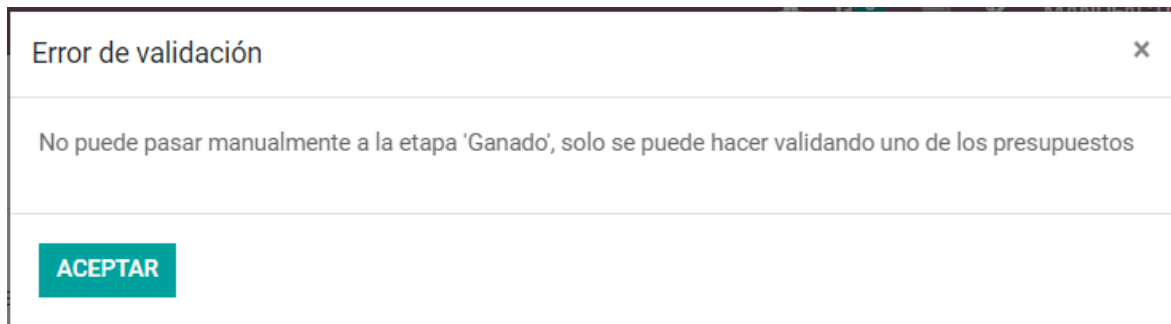 Error de validación
×
No puede pasar manualmente a la etapa 'Ganado', solo se puede hacer validando uno de los presupuestos
ACEPTAR